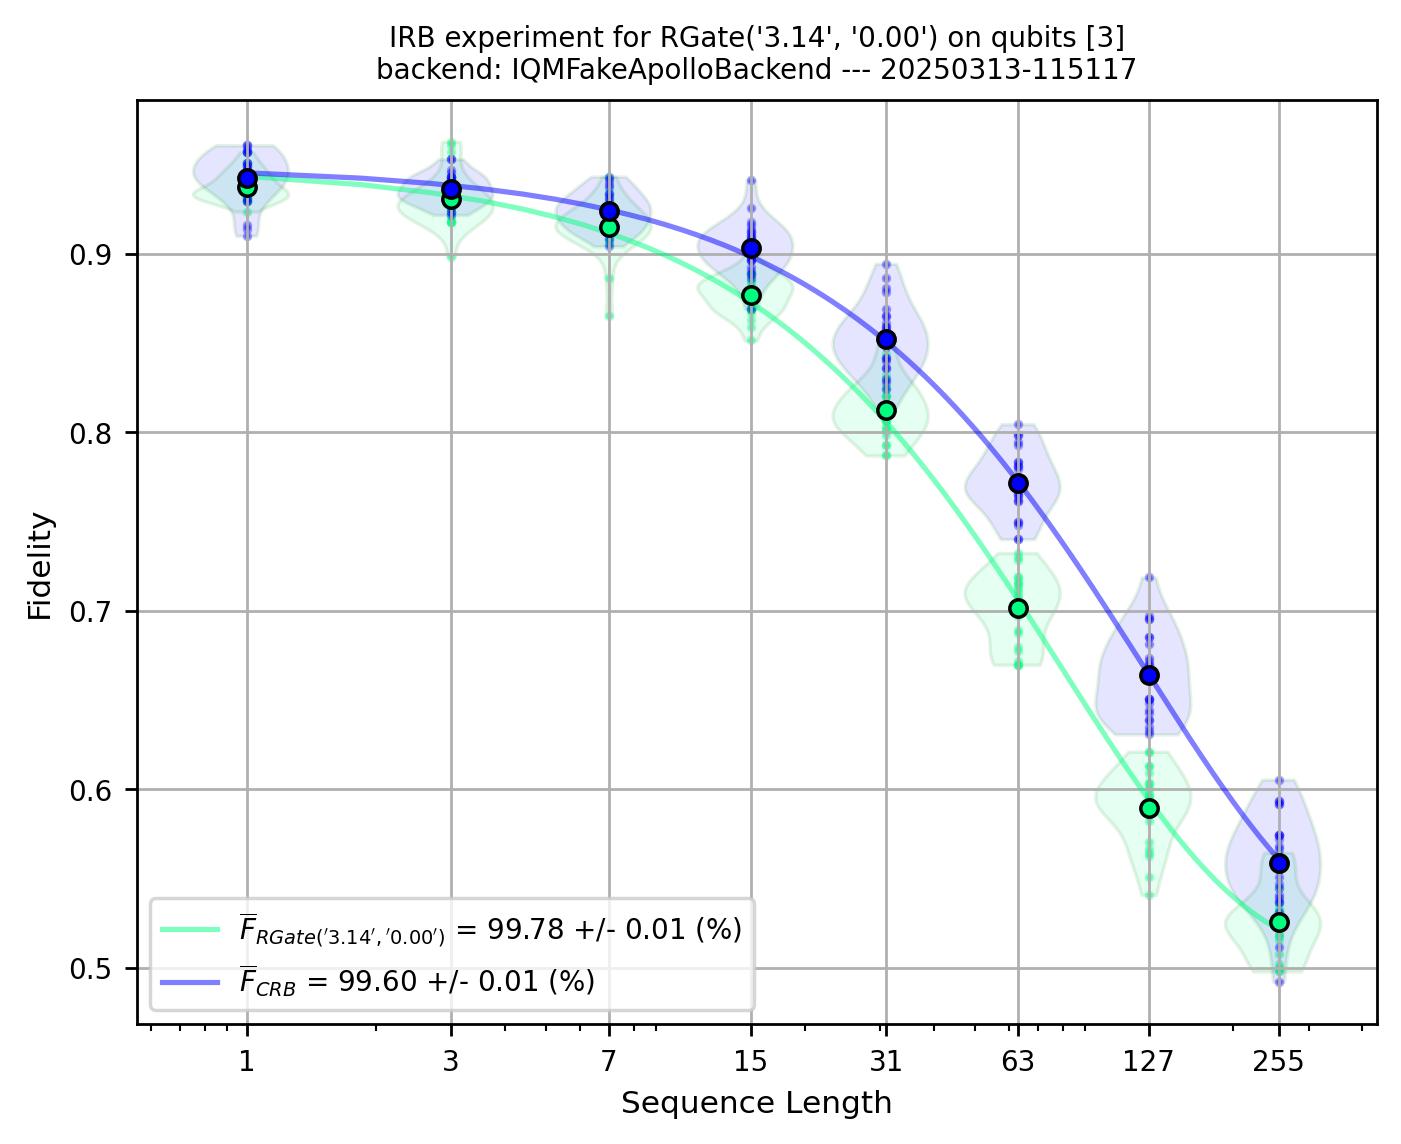 IRB experiment for RGate('3.14', '0.00') on qubits [3]
backend: IQMFakeApolloBackend --- 20250313-115117
Fidelity
0.9
0.8
0.7
0.6
0.5
F̅_RGate('3.14','0.00') = 99.78 +/- 0.01 (%)
F̅_CRB = 99.60 +/- 0.01 (%)
1 3 7 15 31 63 127 255
Sequence Length